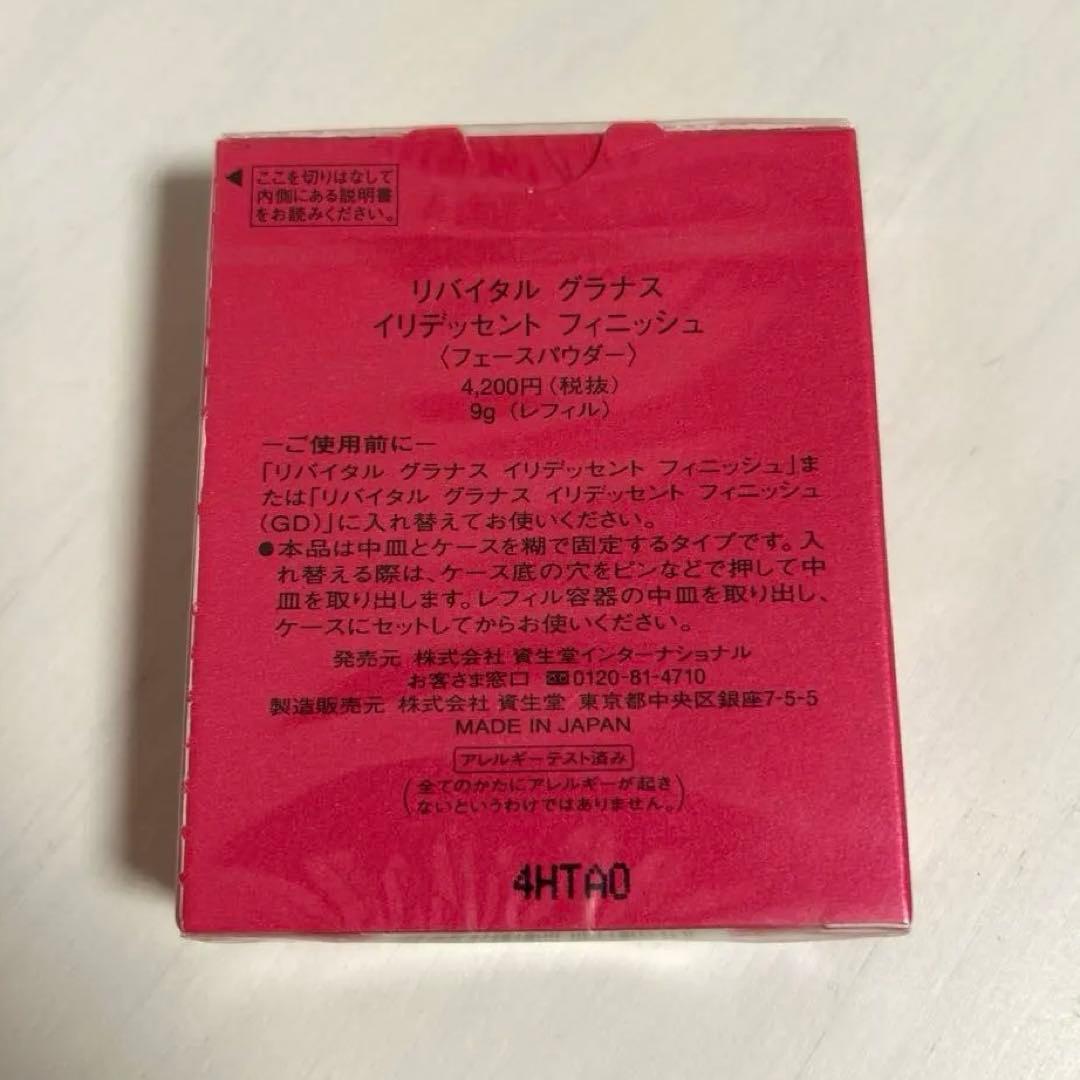 ◀ ここを切りはなして
内側にある説明書
をお読みください。
リバイタル グラナス
イリデッセント フィニッシュ
〈フェースパウダー〉
4,200円(税抜)
9g (レフィル)
ーご使用前にー
「リバイタル グラナス イリデッセント フィニッシュ」ま
たは「リバイタル グラナス イリデッセント フィニッシュ
(GD)」に入れ替えてお使いください。
●本品は中皿とケースを糊で固定するタイプです。入
れ替える際は、ケース底の穴をピンなどで押して中
皿を取り出します。レフィル容器の中皿を取り出し、
ケースにセットしてからお使いください。
発売元 株式会社 資生堂インターナショナル
お客さま窓口 0120-81-4710
製造販売元 株式会社 資生堂 東京都中央区銀座7-5-5
MADE IN JAPAN
アレルギーテスト済み
(全てのかたにアレルギーが起き
ないというわけではありません。)
4HTA0